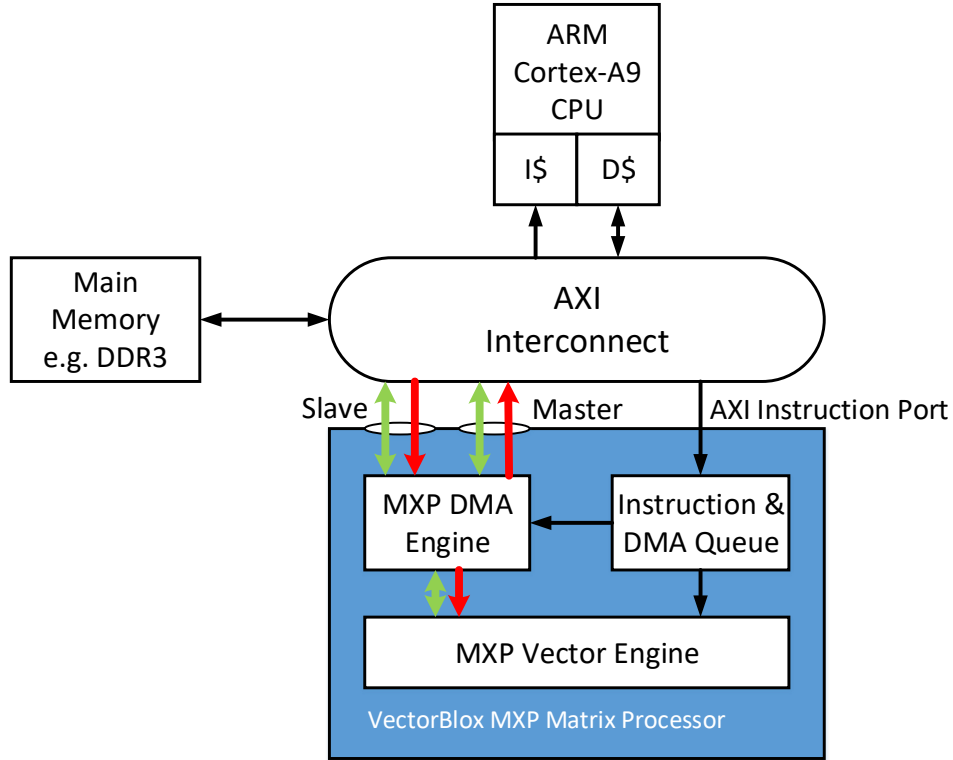 ARM
Cortex-A9
CPU
I$
D$
Main
Memory
e.g. DDR3
AXI
Interconnect
Slave
Master
AXI Instruction Port
MXP DMA
Engine
Instruction &
DMA Queue
MXP Vector Engine
VectorBlox MXP Matrix Processor